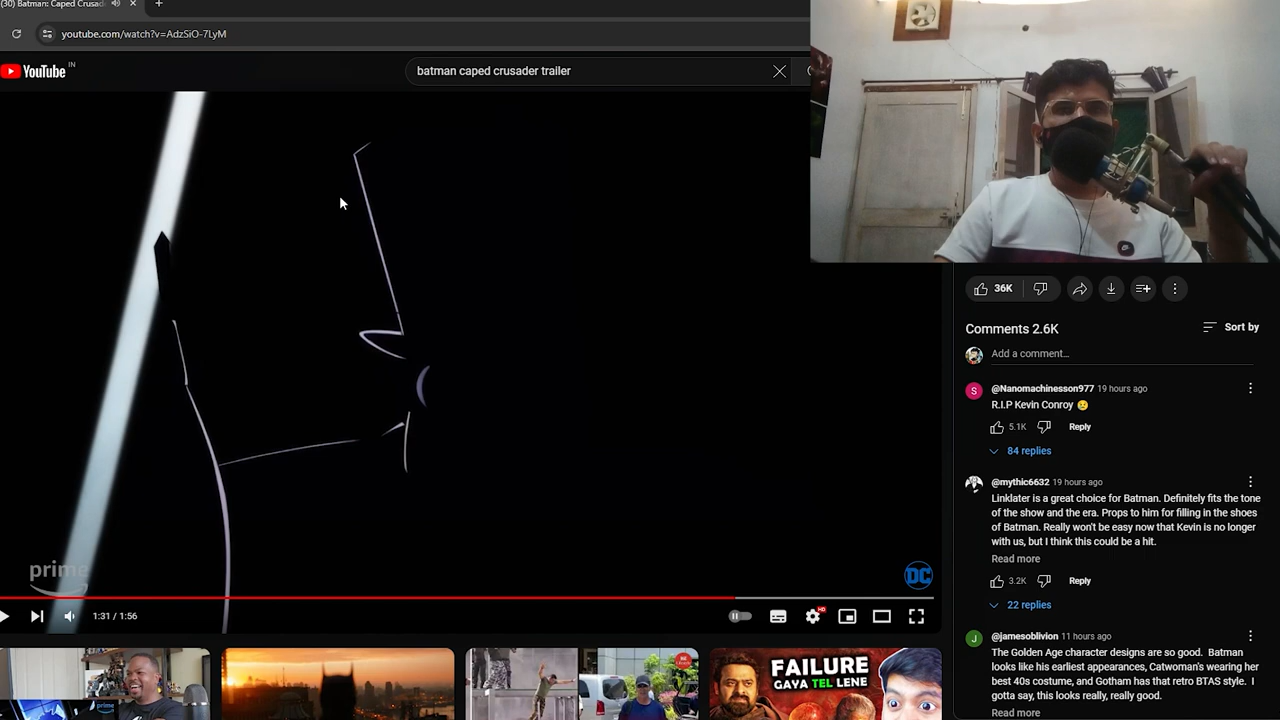 (30) Batman: Caped Crusad
youtube.com/watch?v=AdzSiO-7LyM
YouTube IN
batman caped crusader trailer
prime
DC
1:31 / 1:56
HD
36K
Comments 2.6K
Sort by
Add a comment...
S
@Nanomachinesson977 19 hours ago
R.I.P Kevin Conroy 😢
5.1K
Reply
84 replies
@mythic6632 19 hours ago
Linklater is a great choice for Batman. Definitely fits the tone
of the show and the era. Props to him for filling in the shoes
of Batman. Really won't be easy now that Kevin is no longer
with us, but I think this could be a hit.
Read more
3.2K
Reply
22 replies
J
@jamesoblivion 11 hours ago
The Golden Age character designs are so good. Batman
looks like his earliest appearances, Catwoman's wearing her
best 40s costume, and Gotham has that retro BTAS style. I
gotta say, this looks really, really good.
Read more
prime
FAILURE
GAYA TEL LENE